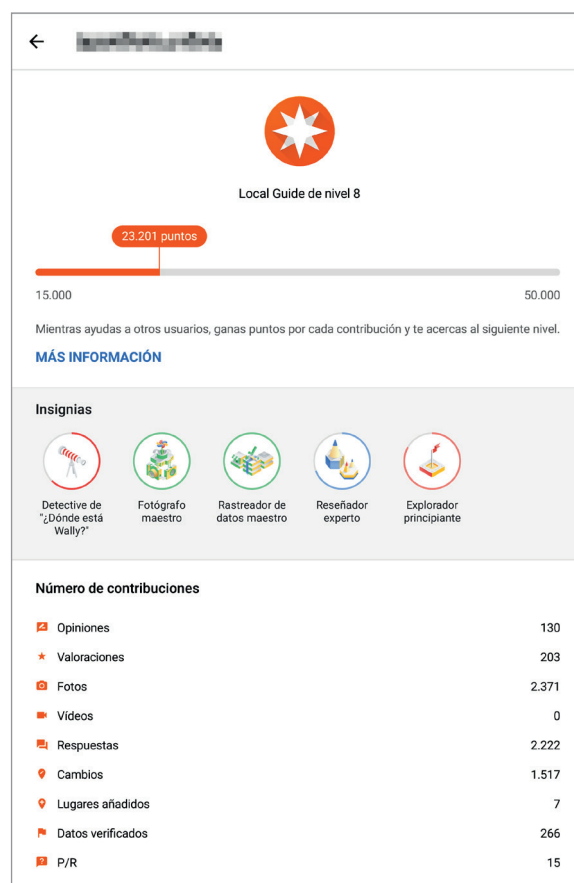 Local Guide de nivel 8
23.201 puntos
15.000
50.000
Mientras ayudas a otros usuarios, ganas puntos por cada contribución y te acercas al siguiente nivel.
MÁS INFORMACIÓN
Insignias
Detective de
"¿Dónde está
Wally?"
Fotógrafo
maestro
Rastreador de
datos maestro
Reseñador
experto
Explorador
principiante
Número de contribuciones
Opiniones 130
Valoraciones 203
Fotos 2.371
Vídeos 0
Respuestas 2.222
Cambios 1.517
Lugares añadidos 7
Datos verificados 266
P/R 15